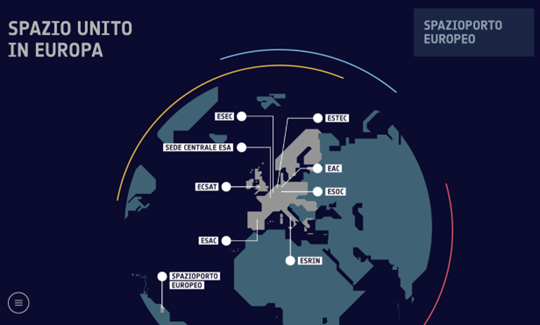 SPAZIO UNITO
IN EUROPA
SPAZIOPORTO
EUROPEO
ESEC
ESTEC
SEDE CENTRALE ESA
EAC
ECSAT
ESOC
ESAC
ESRIN
SPAZIOPORTO
EUROPEO